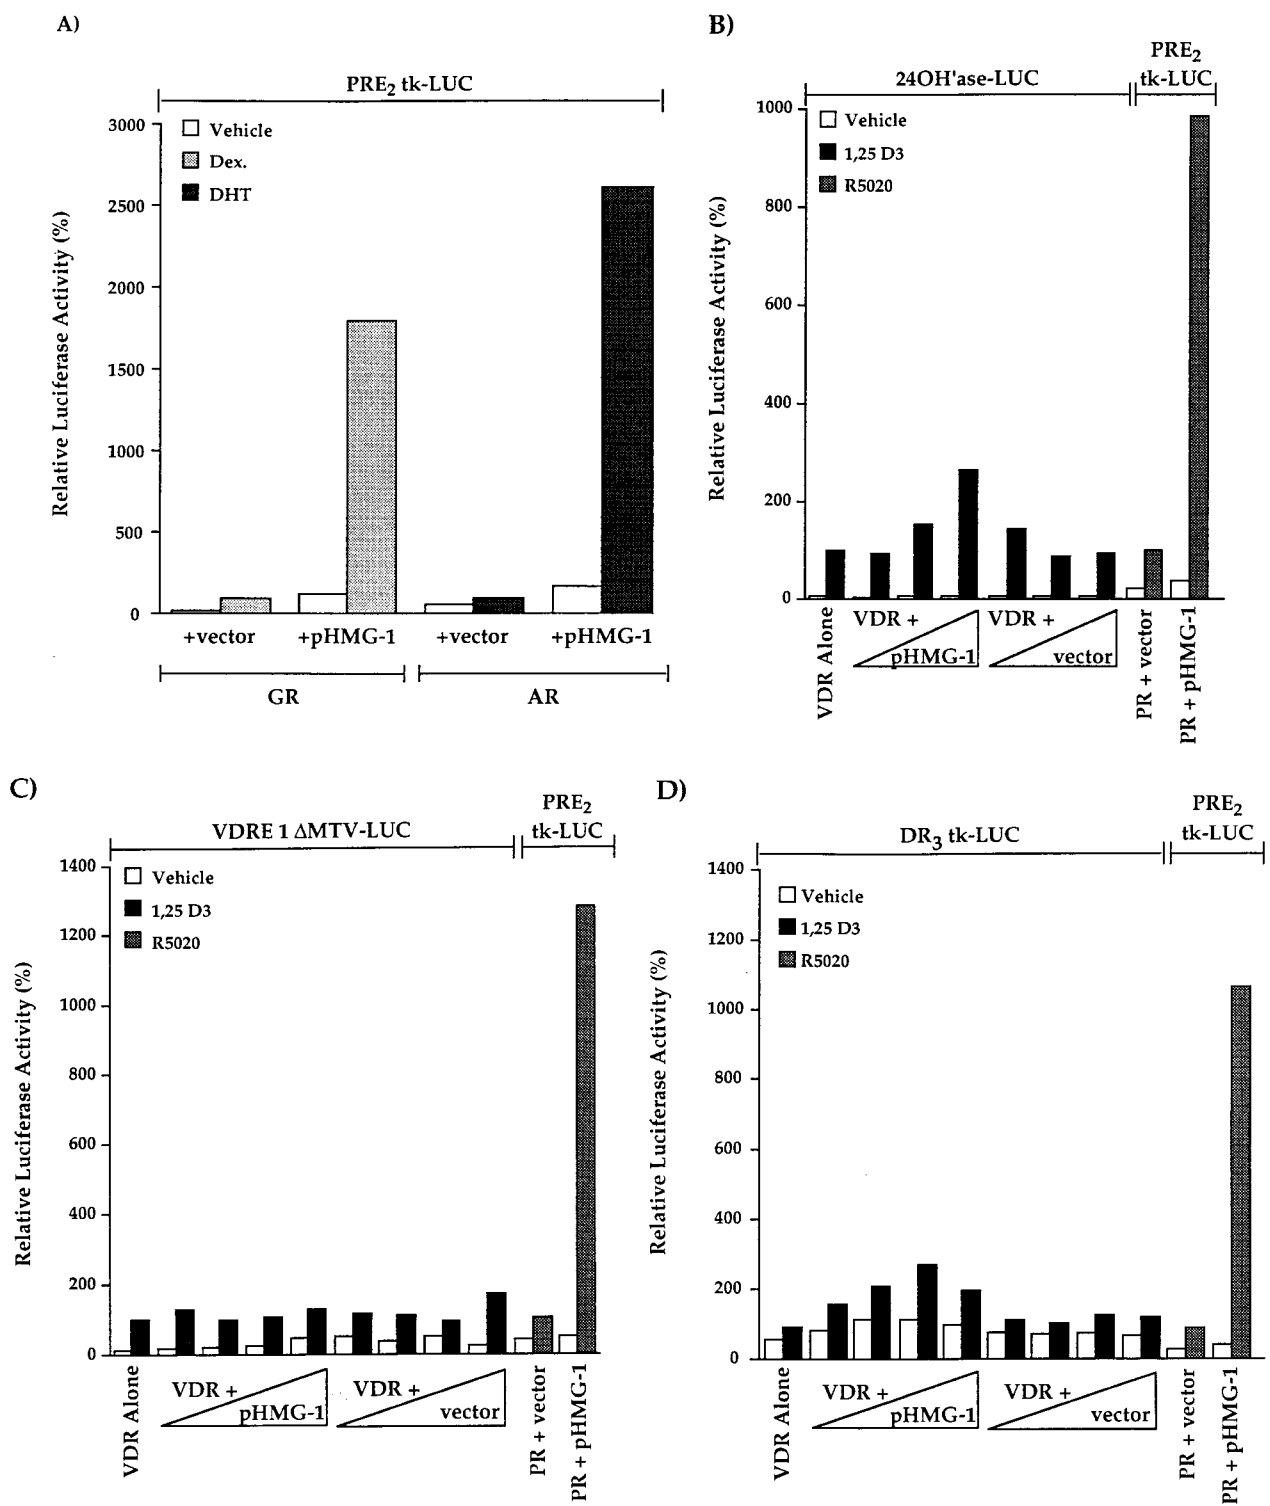 A)
PRE2 tk-LUC
Relative Luciferase Activity (%)
3000
2500
2000
1500
1000
500
0
Vehicle
Dex.
DHT
+vector
+pHMG-1
+vector
+pHMG-1
GR
AR
B)
24OH'ase-LUC
PRE2
tk-LUC
Relative Luciferase Activity (%)
1000
800
600
400
200
0
Vehicle
1,25 D3
R5020
VDR Alone
VDR +
pHMG-1
VDR +
vector
PR + vector
PR + pHMG-1
C)
VDRE 1 ΔMTV-LUC
PRE2
tk-LUC
Relative Luciferase Activity (%)
1400
1200
1000
800
600
400
200
0
Vehicle
1,25 D3
R5020
VDR Alone
VDR +
pHMG-1
VDR +
vector
PR + vector
PR + pHMG-1
D)
DR3 tk-LUC
PRE2
tk-LUC
Relative Luciferase Activity (%)
1400
1200
1000
800
600
400
200
0
Vehicle
1,25 D3
R5020
VDR Alone
VDR +
pHMG-1
VDR +
vector
PR + vector
PR + pHMG-1